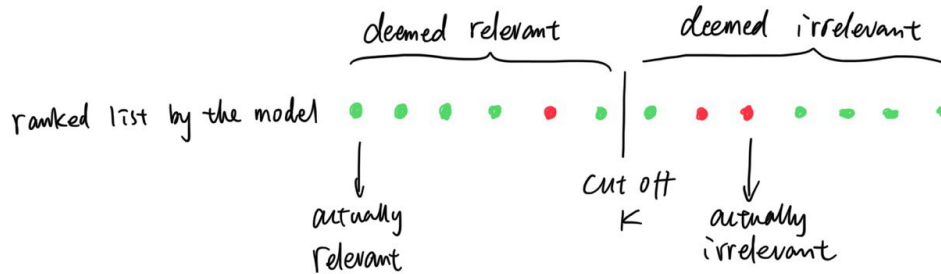 deemed relevant
deemed irrelevant
ranked list by the model
cut off
K
actually
relevant
actually
irrelevant